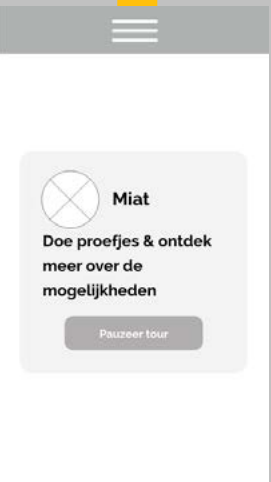 Miat
Doe proefjes & ontdek
meer over de
mogelijkheden
Pauzeer tour